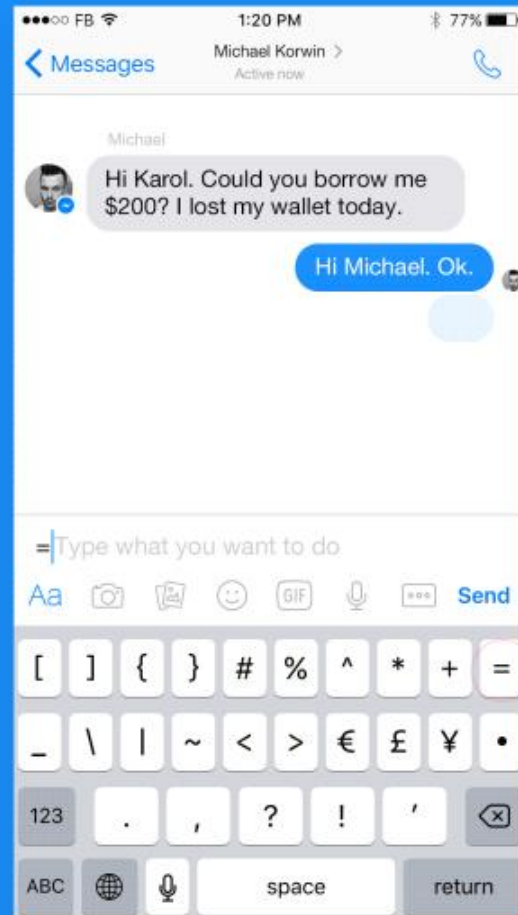 FB 1:20 PM 77%
Messages Michael Korwin
Active now
Michael
Hi Karol. Could you borrow me
$200? I lost my wallet today.
Hi Michael. Ok.
=Type what you want to do
Aa GIF Send
[ ] { } # % ^ * + =
_ \ | ~ < > € £ ¥ •
123 . , ? ! '
ABC space return